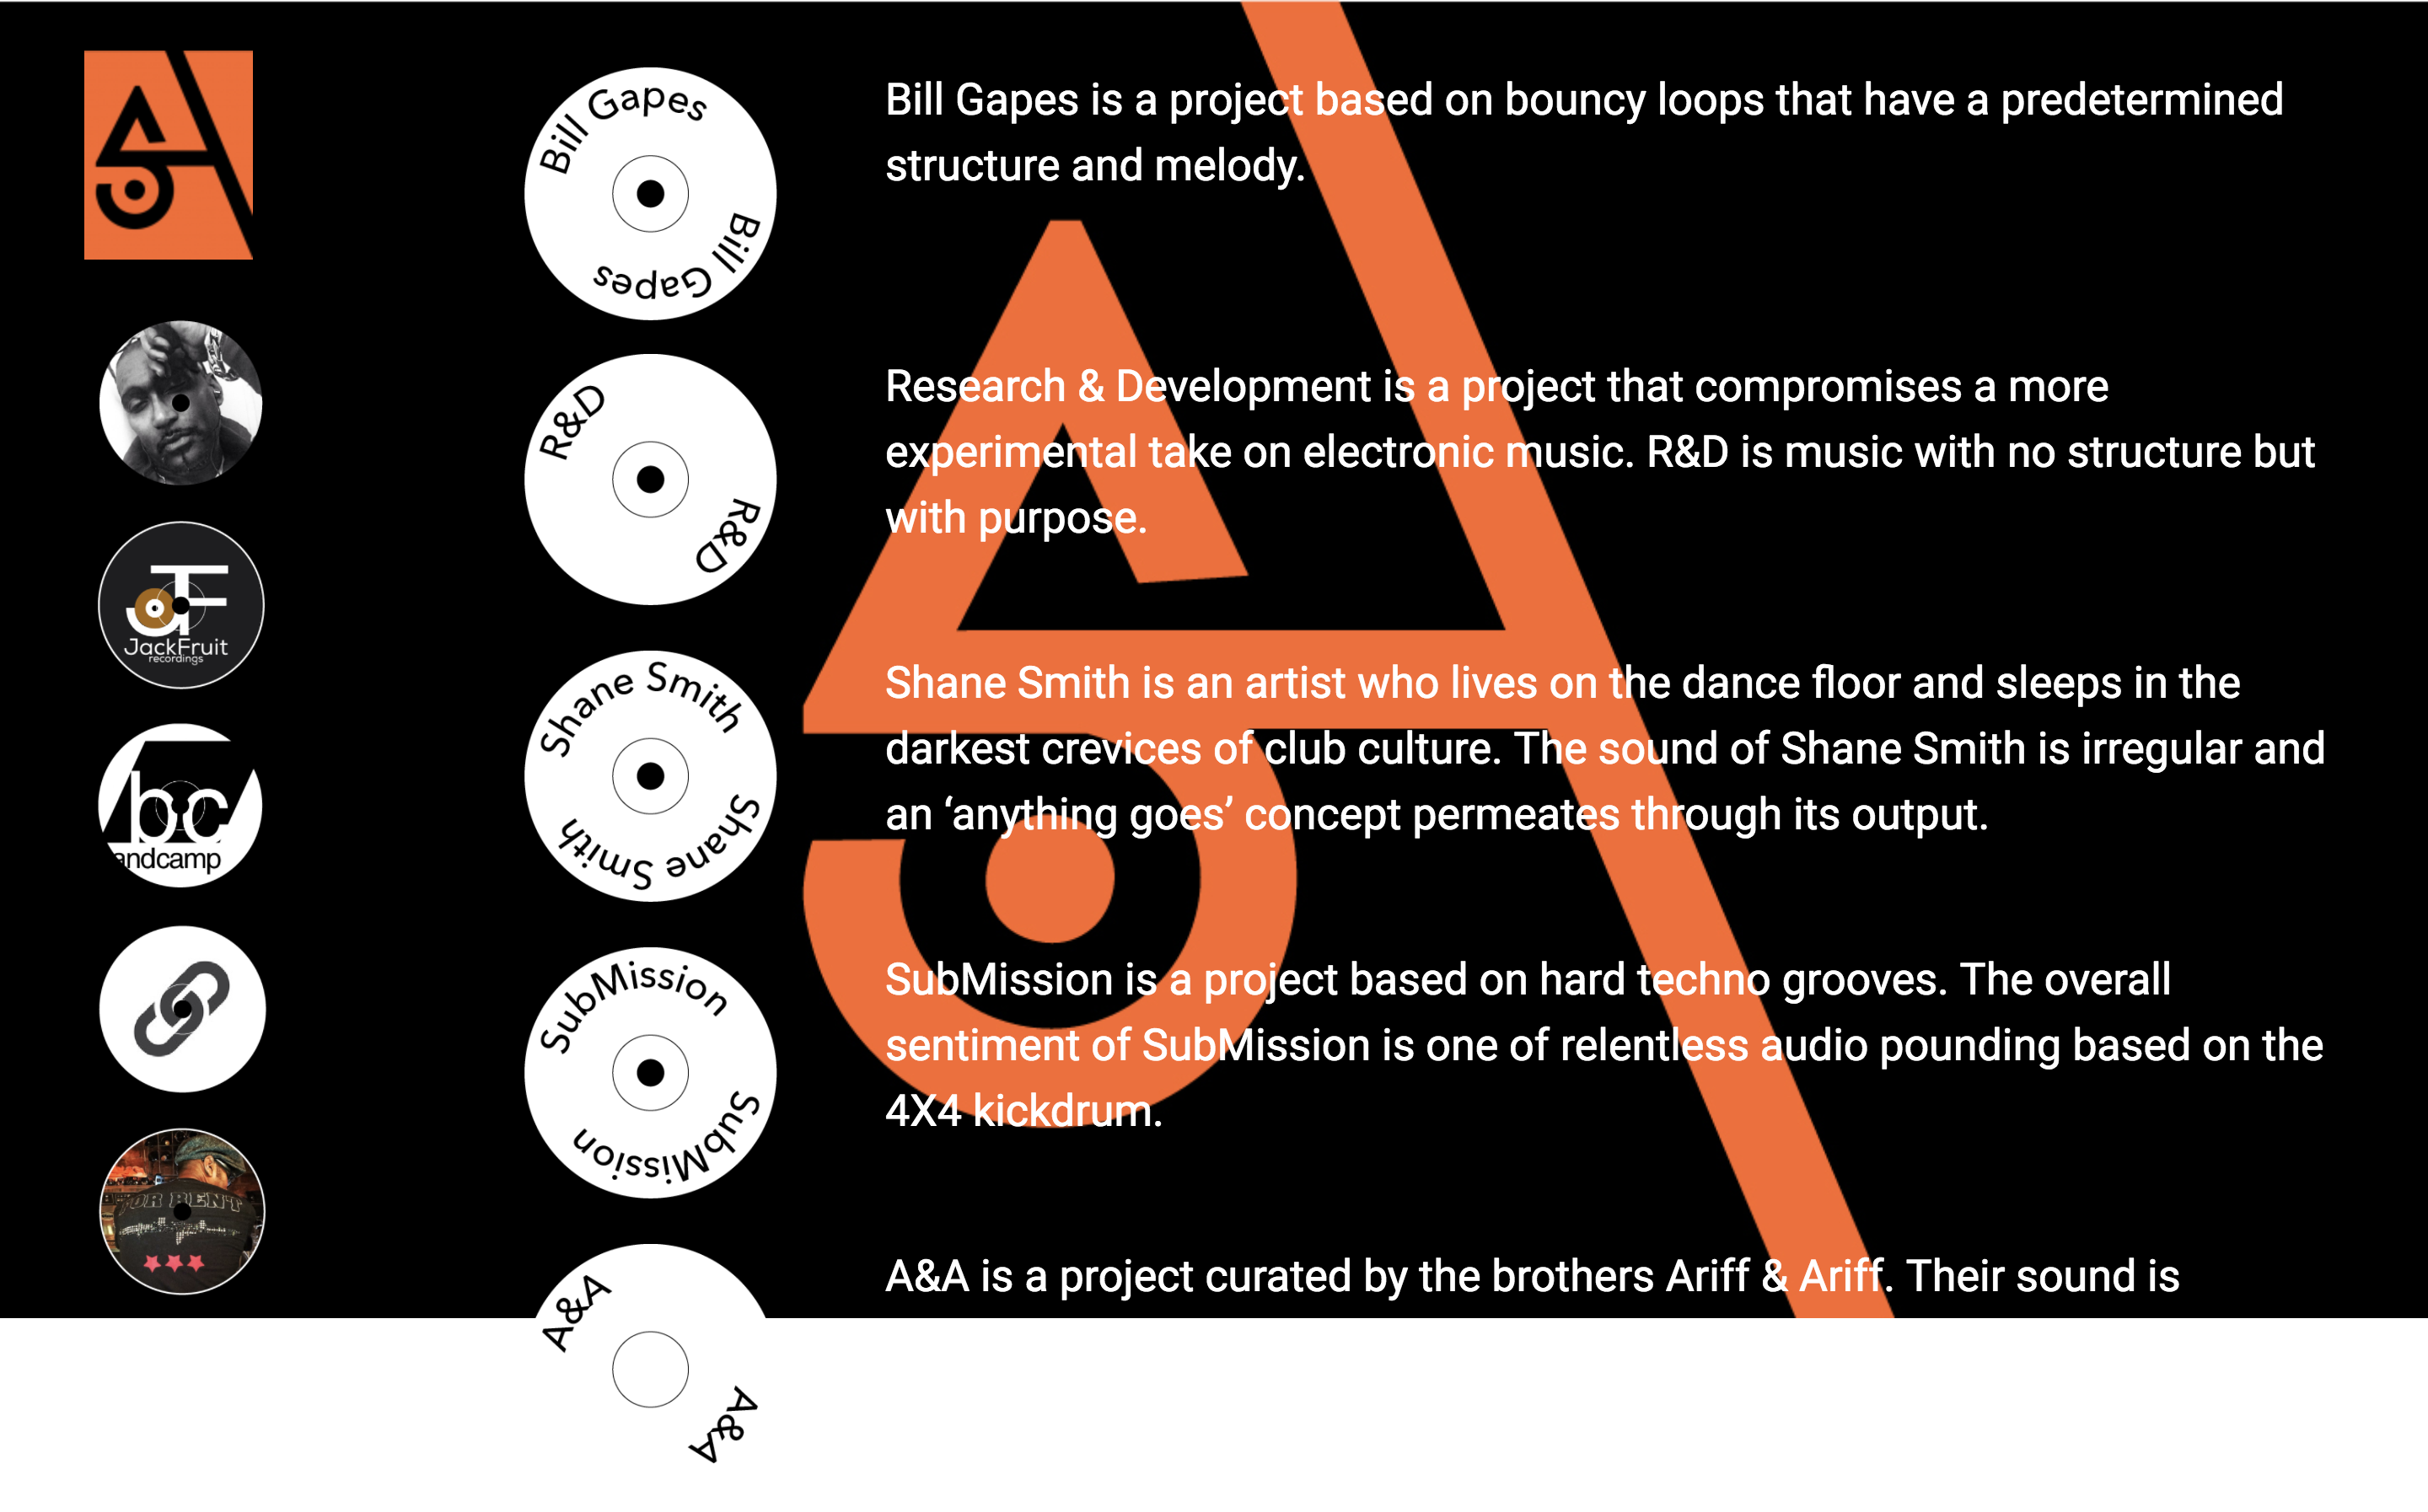 JackFruit
recordings
bc
andcamp
FOR RENT
Bill Gapes
Bill Gapes
Bill Gapes is a project based on bouncy loops that have a predetermined
structure and melody.
R&D
R&D
Research & Development is a project that compromises a more
experimental take on electronic music. R&D is music with no structure but
with purpose.
Shane Smith
Shane Smith
Shane Smith is an artist who lives on the dance floor and sleeps in the
darkest crevices of club culture. The sound of Shane Smith is irregular and
an ‘anything goes’ concept permeates through its output.
SubMission
SubMission
SubMission is a project based on hard techno grooves. The overall
sentiment of SubMission is one of relentless audio pounding based on the
4X4 kickdrum.
A&A
A&A
A&A is a project curated by the brothers Ariff & Ariff. Their sound is